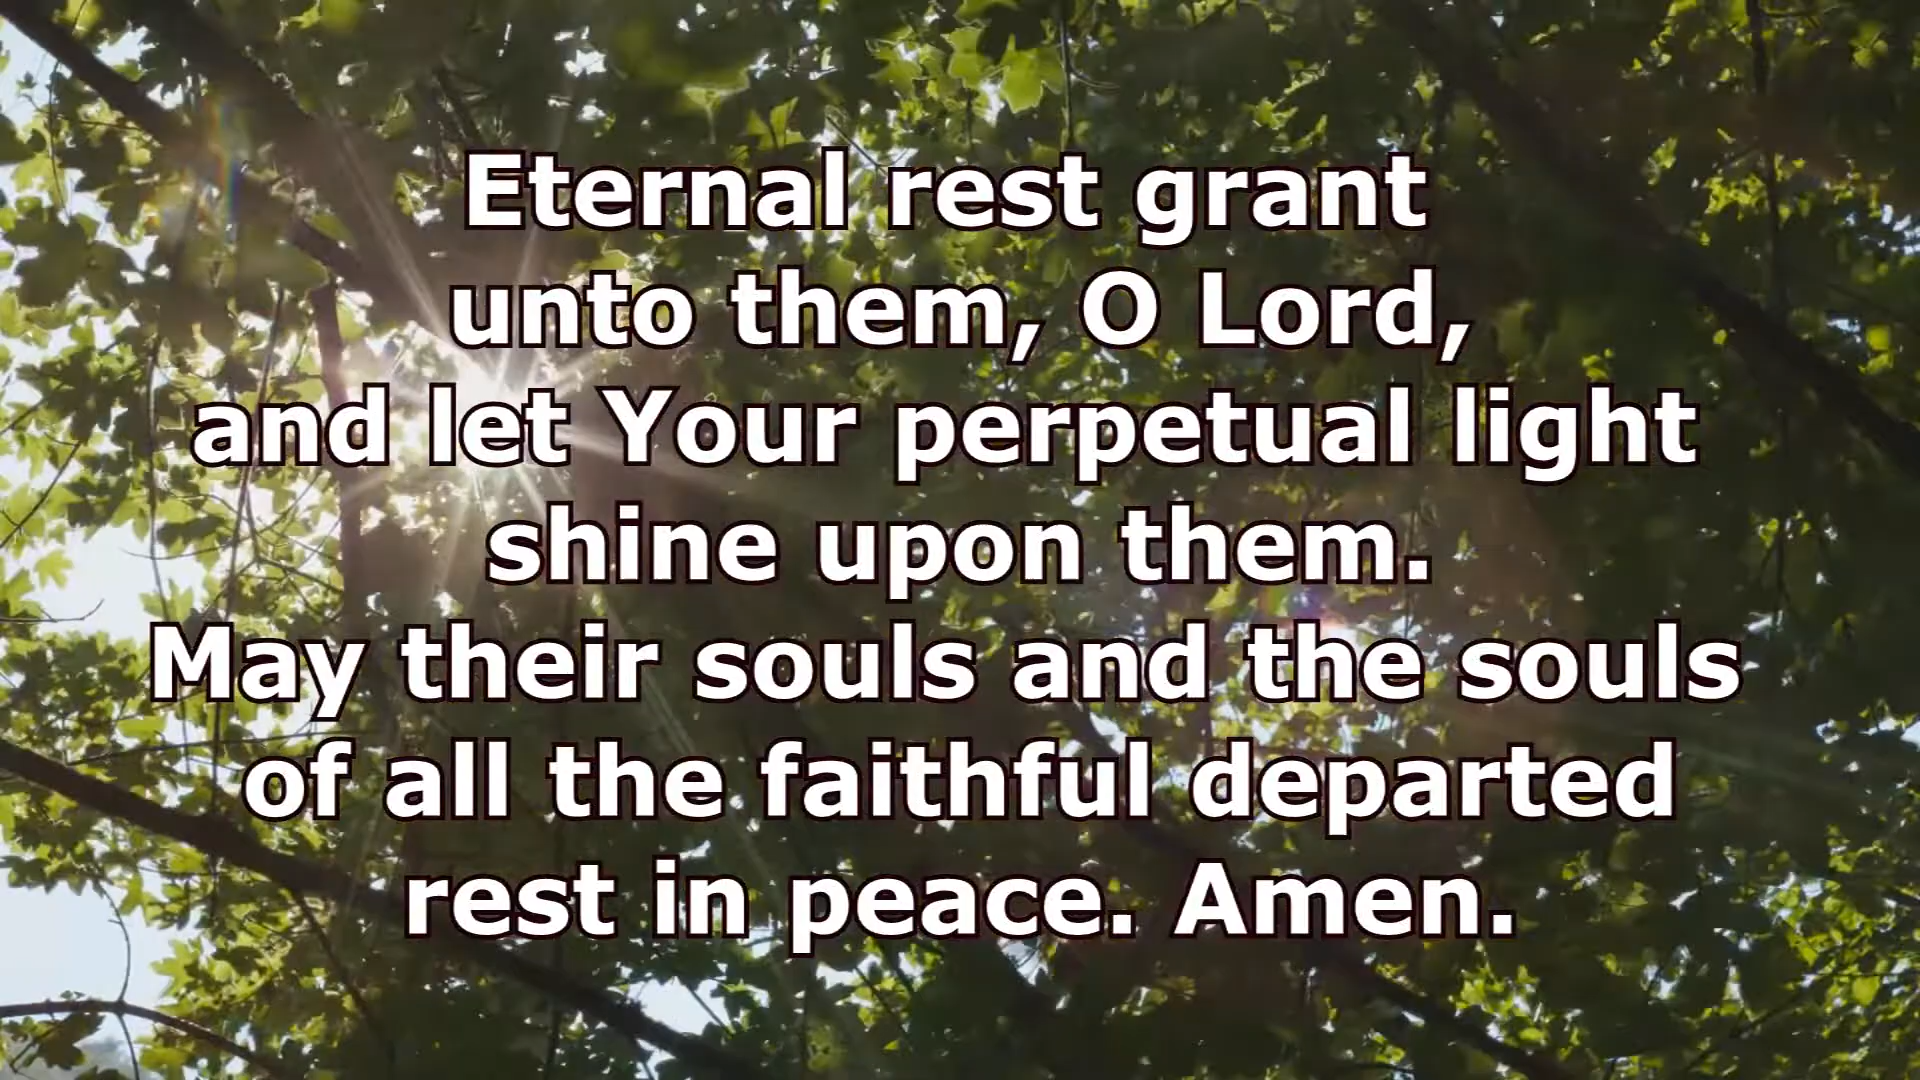 Eternal rest grant
unto them, O Lord,
and let Your perpetual light
shine upon them.
May their souls and the souls
of all the faithful departed
rest in peace. Amen.